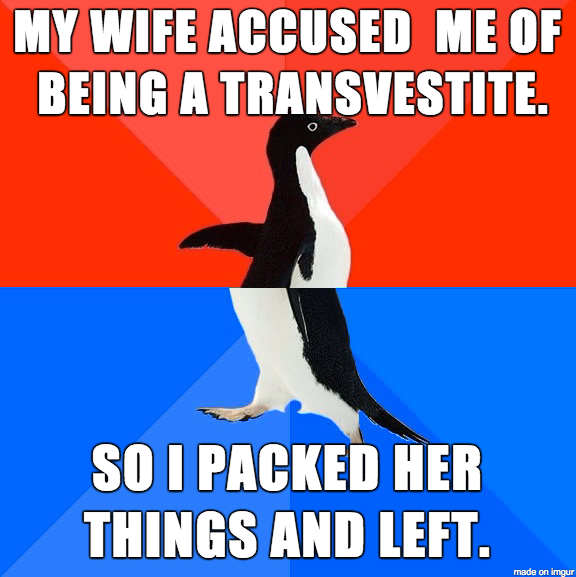 MY WIFE ACCUSED ME OF
BEING A TRANSVESTITE.
SO I PACKED HER
THINGS AND LEFT.
made on imgur